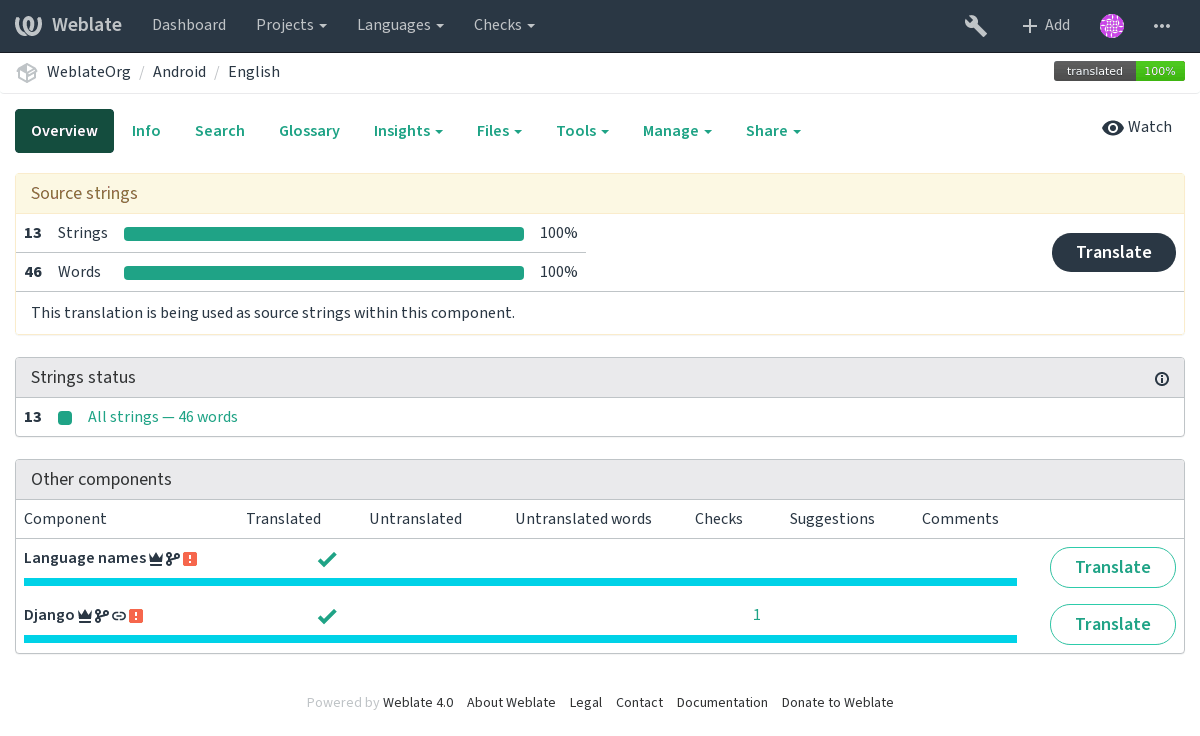 Weblate Dashboard Projects Languages Checks Add
WeblateOrg / Android / English translated 100%
Overview Info Search Glossary Insights Files Tools Manage Share Watch
Source strings
13 Strings 100%
Translate
46 Words 100%
This translation is being used as source strings within this component.
Strings status
13 All strings — 46 words
Other components
Component Translated Untranslated Untranslated words Checks Suggestions Comments
Language names Translate
Django 1 Translate
Powered by Weblate 4.0 About Weblate Legal Contact Documentation Donate to Weblate